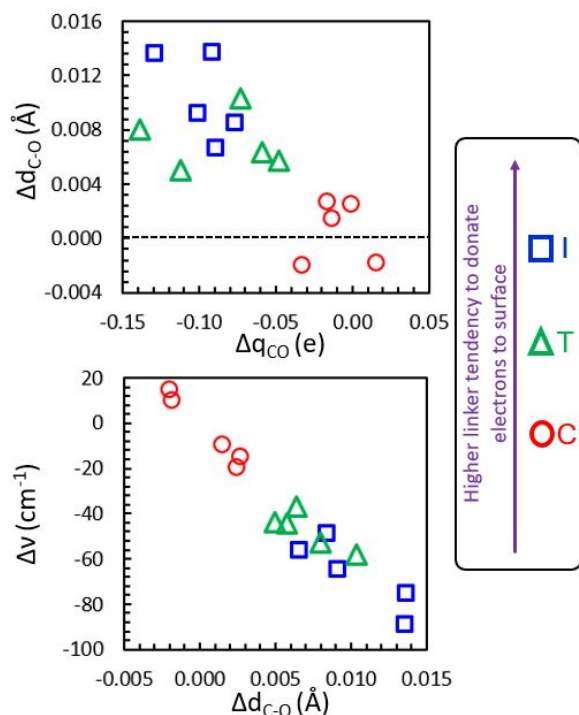 0.016
0.012
0.008
0.004
0.000
-0.004
Δd_C-O (Å)
-0.15 -0.10 -0.05 0.00 0.05
Δq_CO (e)
20
0
-20
-40
-60
-80
-100
Δν (cm⁻¹)
-0.005 0.000 0.005 0.010 0.015
Δd_C-O (Å)
Higher linker tendency to donate
electrons to surface
I
T
C